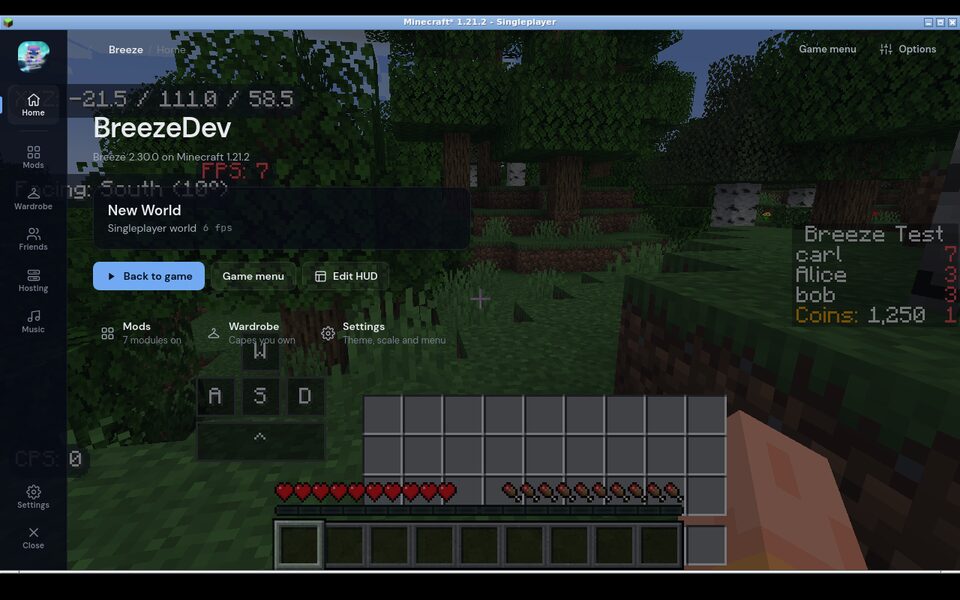 Minecraft* 1.21.2 - Singleplayer
Breeze / Home
Game menu
Options
-21.5 / 111.0 / 58.5
Home
BreezeDev
Breeze 2.30.0 on Minecraft 1.21.2
FPS: 7
Mods
Facing: South (10°)
Wardrobe
New World
Singleplayer world 6 fps
Friends
Breeze Test
carl 7
Alice 3
bob 3
Coins: 1,250 1
Back to game
Game menu
Edit HUD
Hosting
Music
Mods
7 modules on
Wardrobe
Capes you own
Settings
Theme, scale and menu
W
A
S
D
^
CPS: 0
Settings
Close